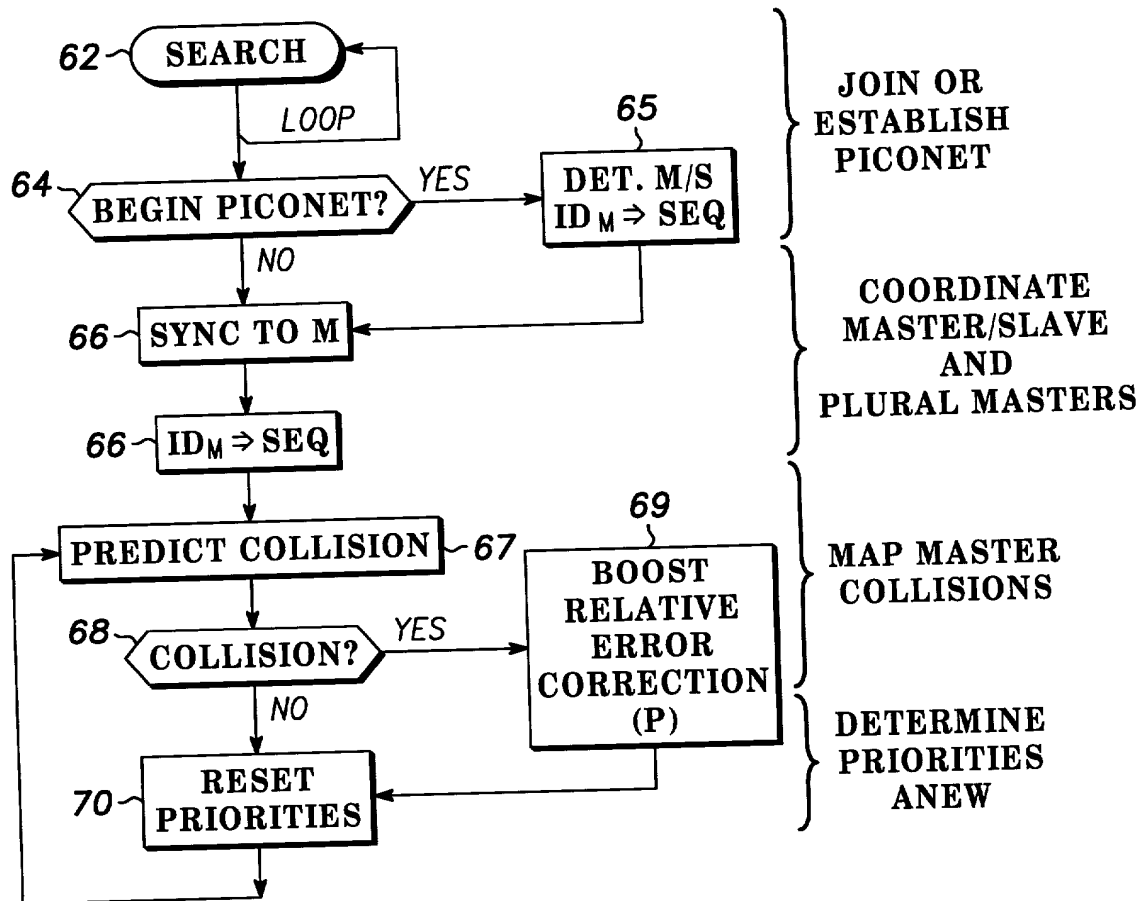 62
SEARCH
LOOP
64
BEGIN PICONET?
YES
65
DET. M/S
IDM ⇒ SEQ
JOIN OR
ESTABLISH
PICONET
NO
66
SYNC TO M
COORDINATE
MASTER/SLAVE
AND
PLURAL MASTERS
66
IDM ⇒ SEQ
PREDICT COLLISION
67
68
COLLISION?
YES
69
BOOST
RELATIVE
ERROR
CORRECTION
(P)
MAP MASTER
COLLISIONS
NO
70
RESET
PRIORITIES
DETERMINE
PRIORITIES
ANEW